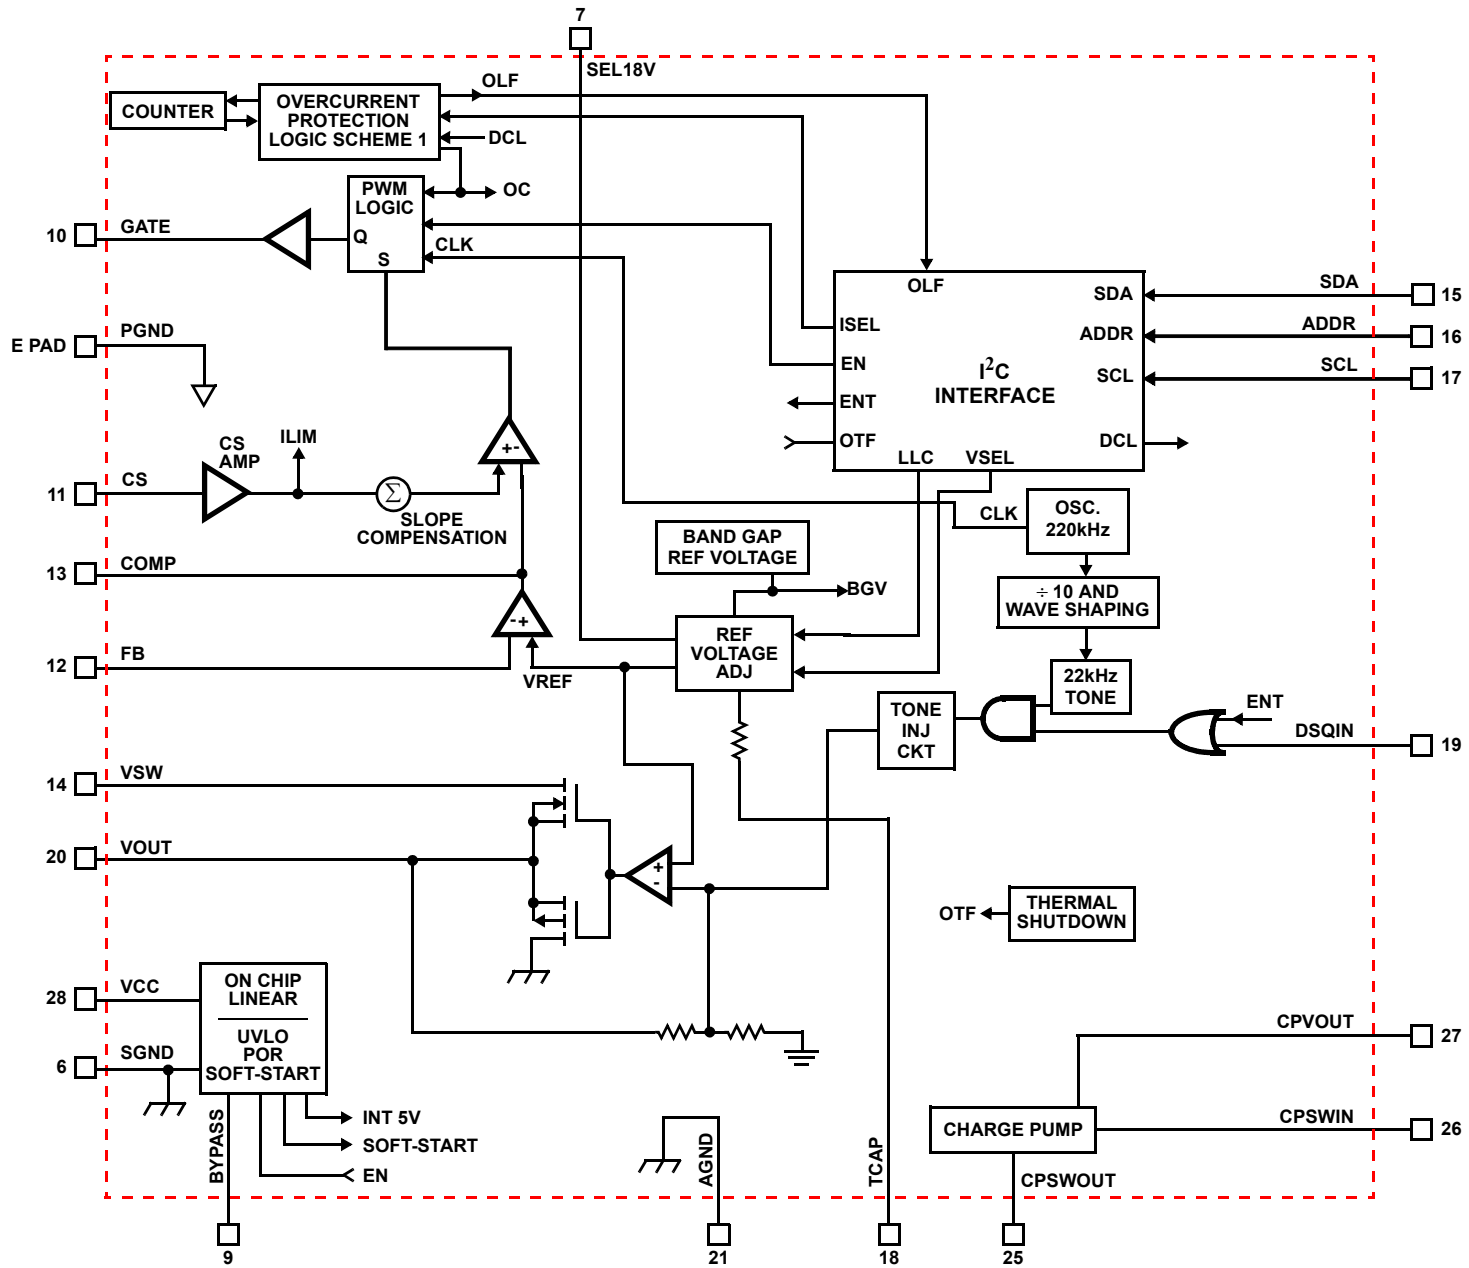 7
SEL18V
OLF
COUNTER
OVERCURRENT
PROTECTION
LOGIC SCHEME 1
DCL
OC
PWM
LOGIC
Q
S
CLK
10
GATE
E PAD
PGND
OLF
ISEL
EN
ENT
OTF
LLC
VSEL
SDA
ADDR
SCL
DCL
I²C
INTERFACE
SDA
15
ADDR
16
SCL
17
11
CS
CS
AMP
ILIM
Σ
+-
SLOPE
COMPENSATION
13
COMP
-+
12
FB
VREF
BAND GAP
REF VOLTAGE
BGV
REF
VOLTAGE
ADJ
CLK
OSC.
220kHz
÷ 10 AND
WAVE SHAPING
22kHz
TONE
TONE
INJ
CKT
ENT
DSQIN
19
14
VSW
20
VOUT
+
-
OTF
THERMAL
SHUTDOWN
28
VCC
6
SGND
ON CHIP
LINEAR
UVLO
POR
SOFT-START
BYPASS
INT 5V
SOFT-START
EN
9
AGND
21
TCAP
18
CHARGE PUMP
CPVOUT
27
CPSWIN
26
CPSWOUT
25